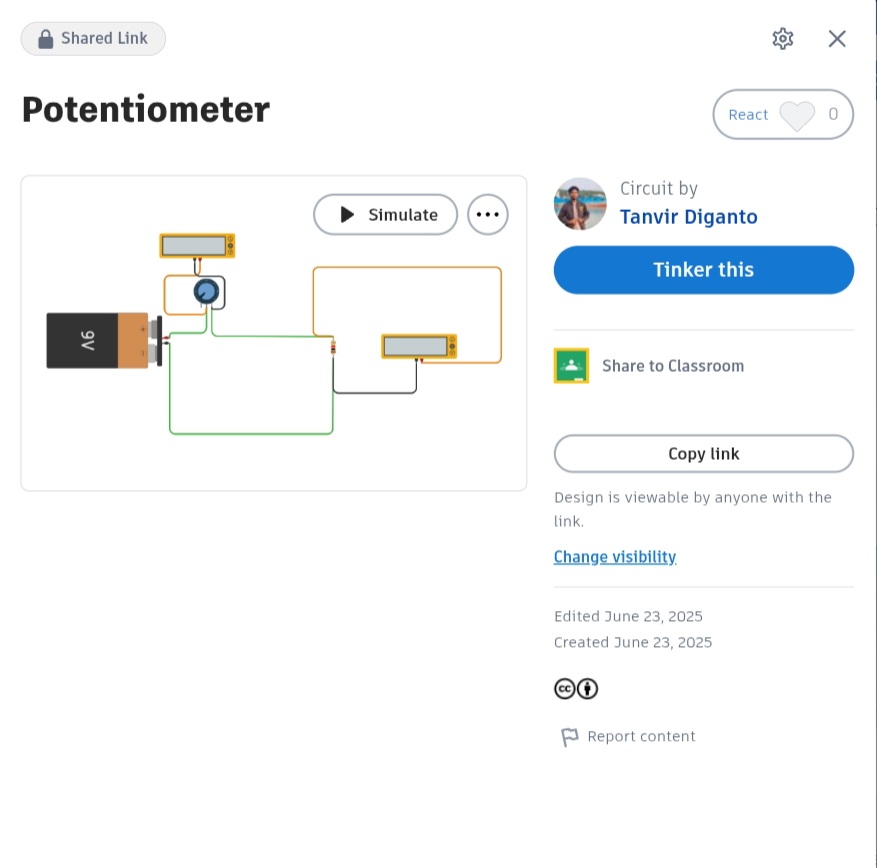 Shared Link
Potentiometer
React 0
Simulate
9V
+
-
Circuit by
Tanvir Diganto
Tinker this
Share to Classroom
Copy link
Design is viewable by anyone with the
link.
Change visibility
Edited June 23, 2025
Created June 23, 2025
cc
Report content